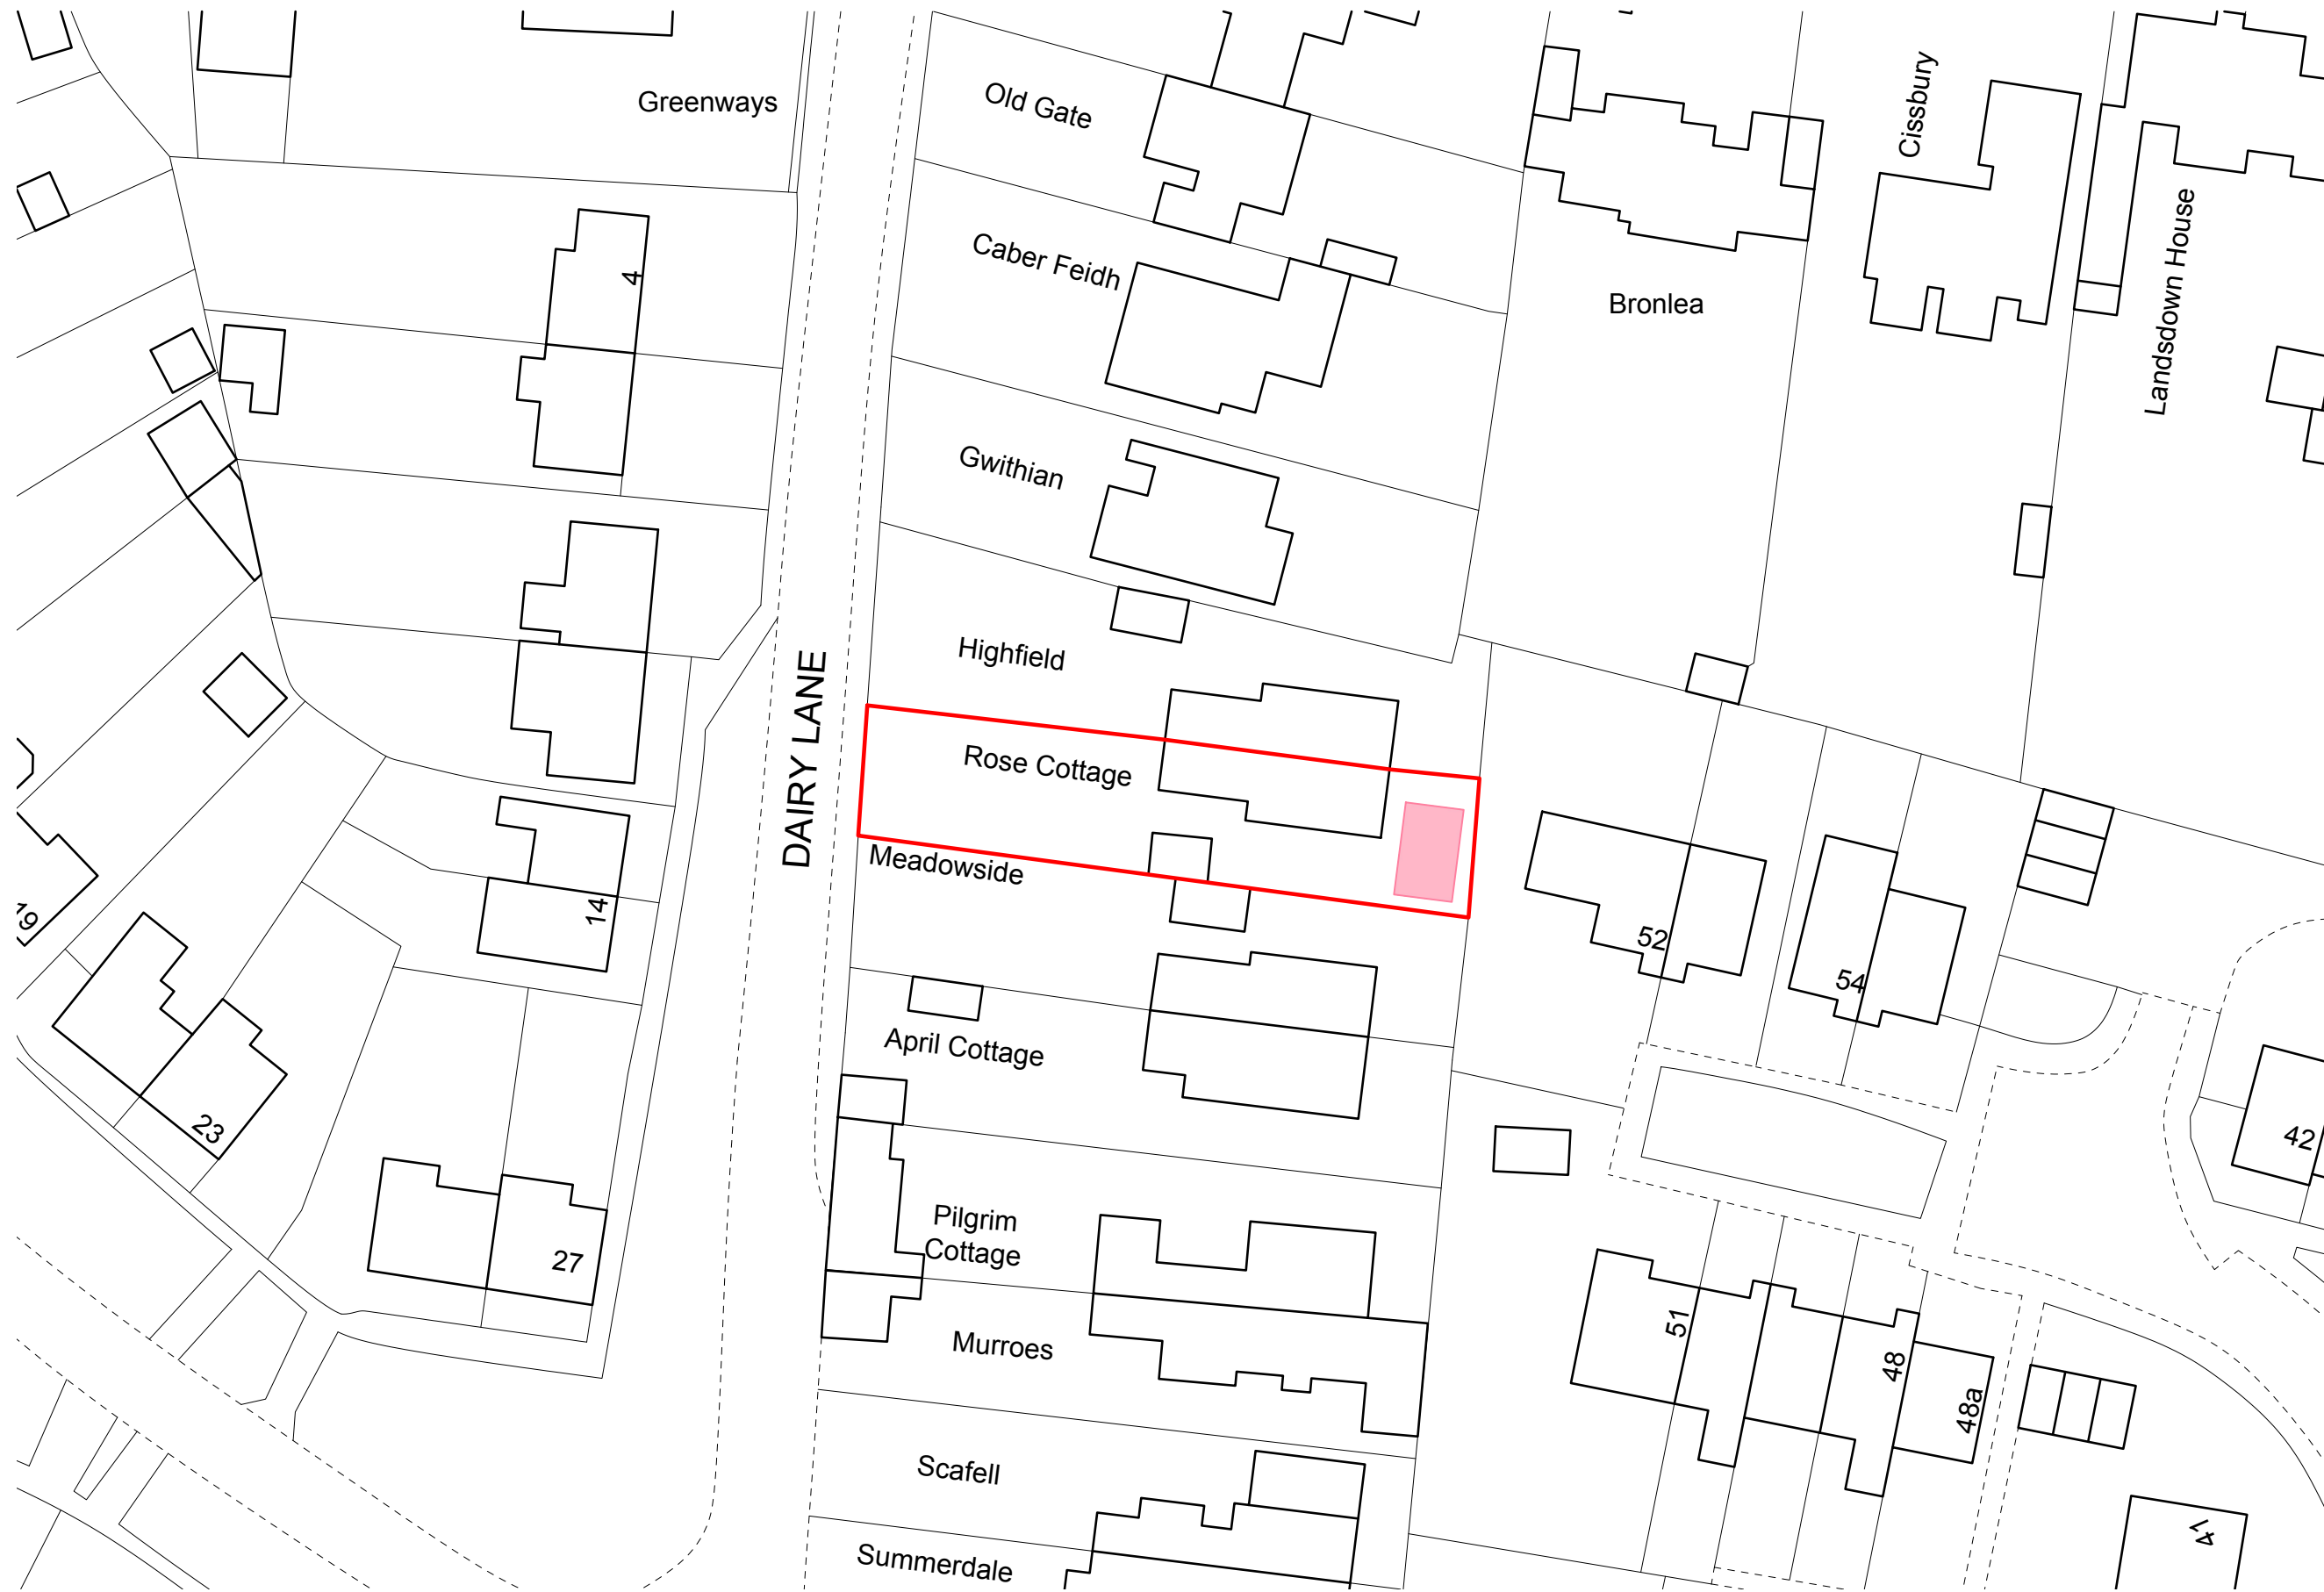 Greenways
Old Gate
Cissbury
Caber Feidh
Landsdown House
Bronlea
4
Gwithian
Highfield
DAIRY LANE
Rose Cottage
Meadowside
19
14
52
54
April Cottage
23
42
Pilgrim
Cottage
27
Murroes
51
48
48a
Scafell
Summerdale